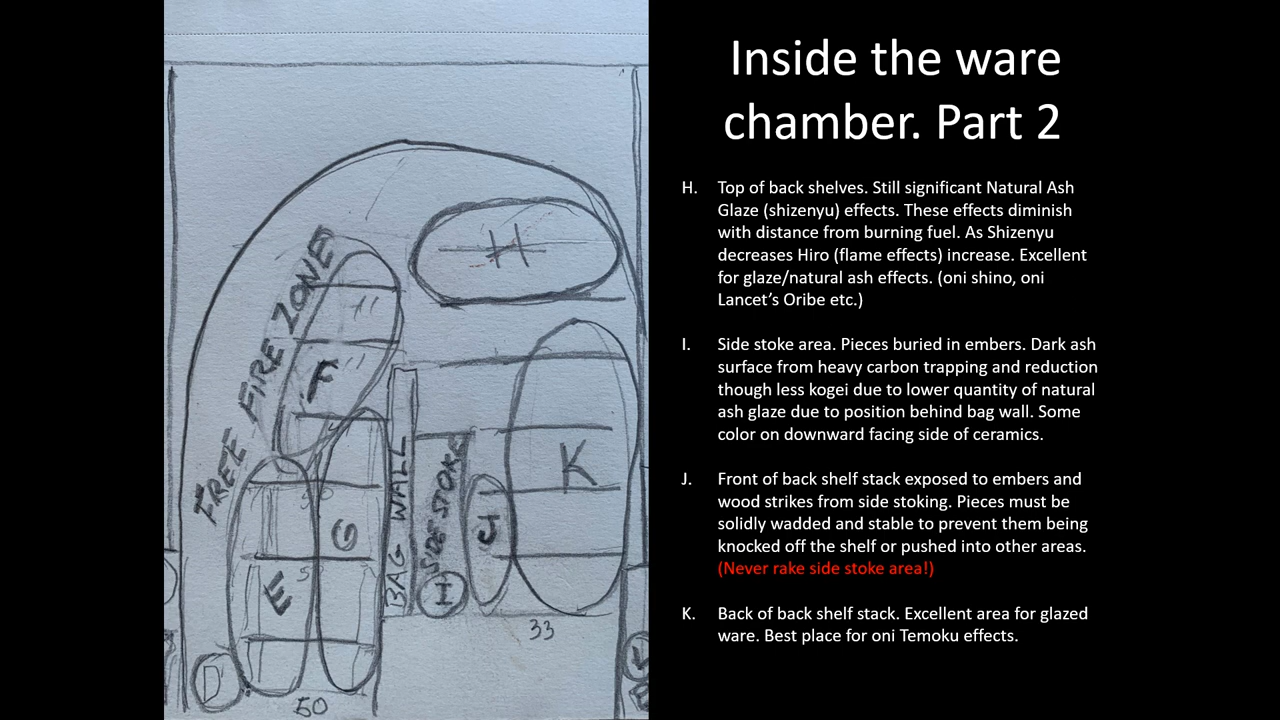 Inside the ware
chamber. Part 2
H. Top of back shelves. Still significant Natural Ash
Glaze (shizenyu) effects. These effects diminish
with distance from burning fuel. As Shizenyu
decreases Hiro (flame effects) increase. Excellent
for glaze/natural ash effects. (oni shino, oni
Lancet’s Oribe etc.)
I. Side stoke area. Pieces buried in embers. Dark ash
surface from heavy carbon trapping and reduction
though less kogei due to lower quantity of natural
ash glaze due to position behind bag wall. Some
color on downward facing side of ceramics.
J. Front of back shelf stack exposed to embers and
wood strikes from side stoking. Pieces must be
solidly wadded and stable to prevent them being
knocked off the shelf or pushed into other areas.
(Never rake side stoke area!)
K. Back of back shelf stack. Excellent area for glazed
ware. Best place for oni Temoku effects.
FREE FIRE ZONE
H
F
BAG WALL
SIDE STOKE
K
G
J
E
I
D
33
50